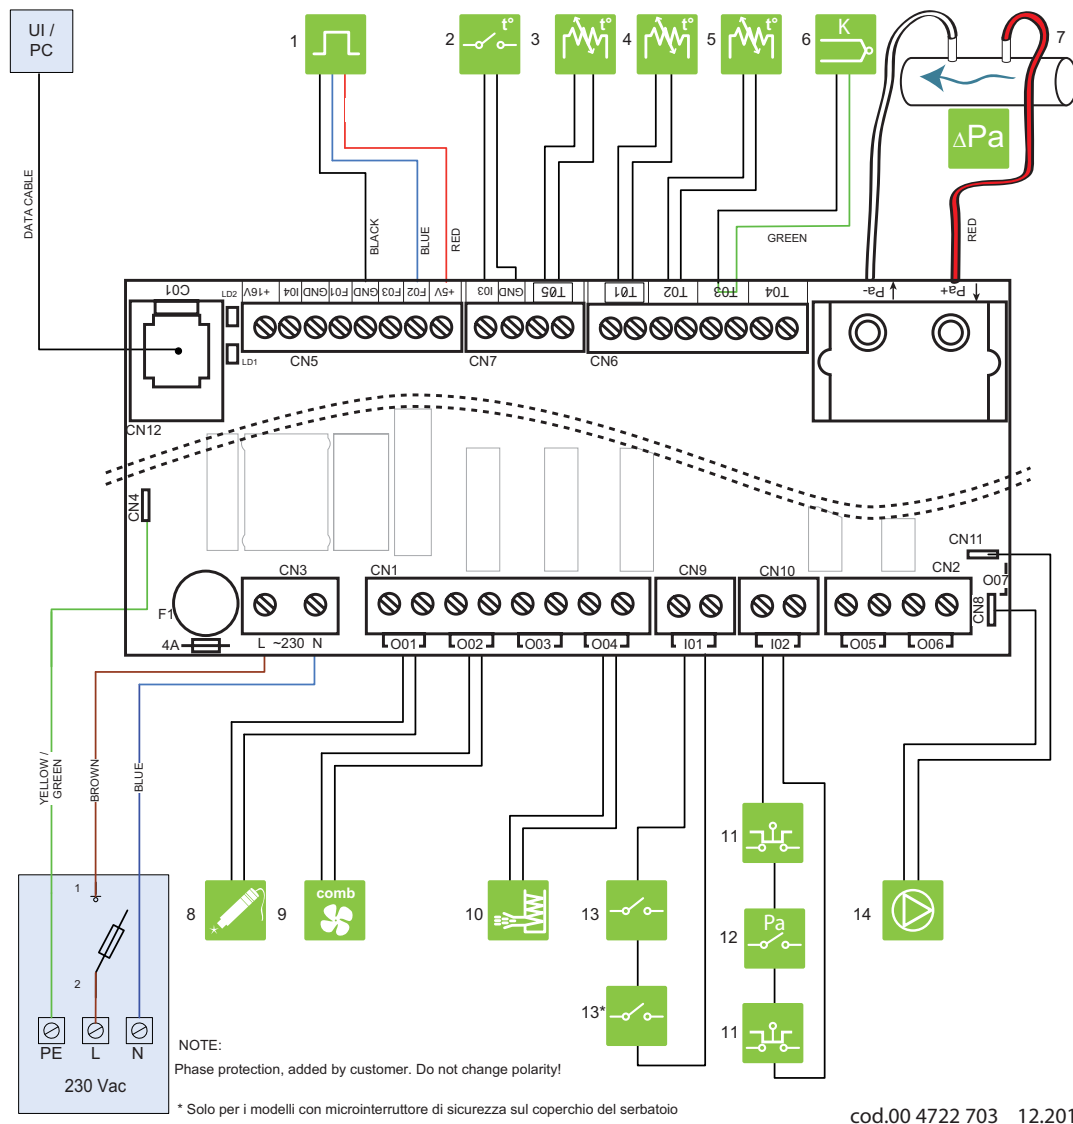 UI /
PC
1
2
t°
3
t°
4
t°
5
t°
6
K
7
ΔPa
DATA CABLE
BLACK
BLUE
RED
GREEN
RED
C01
LD2
+16V
I04
GND
F01
GND
F03
F02
+5V
I03
GND
T05
T01
T02
T03
T04
Pa-
Pa+
LD1
CN5
CN7
CN6
CN12
CN4
CN11
CN3
CN1
CN9
CN10
CN2
O07
CN8
F1
4A
L ~230 N
O01
O02
O03
O04
I01
I02
O05
O06
YELLOW /
GREEN
BROWN
BLUE
8
9
comb
10
13
13*
11
12
Pa
11
14
1
2
PE
L
N
230 Vac
NOTE:
Phase protection, added by customer. Do not change polarity!
* Solo per i modelli con microinterruttore di sicurezza sul coperchio del serbatoio
cod.00 4722 703 12.201